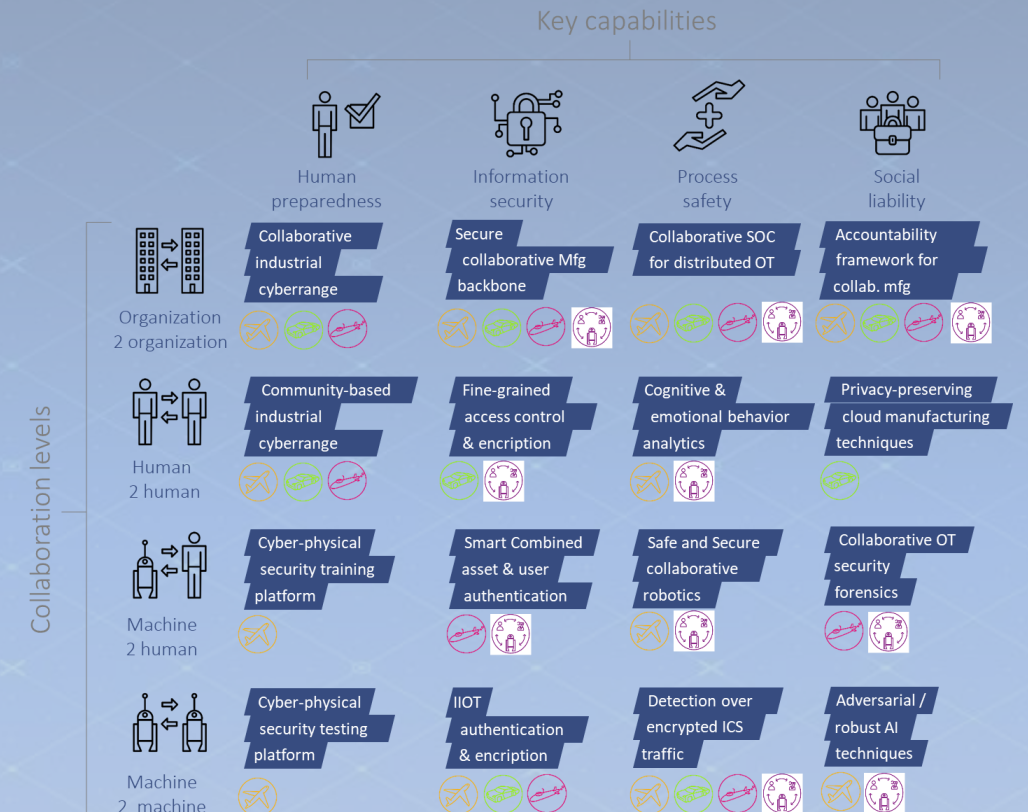 Key capabilities
Human
preparedness
Information
security
Process
safety
Social
liability
Collaboration levels
Organization
2 organization
Collaborative
industrial
cyberrange
Secure
collaborative Mfg
backbone
Collaborative SOC
for distributed OT
Accountability
framework for
collab. mfg
Human
2 human
Community-based
industrial
cyberrange
Fine-grained
access control
& encription
Cognitive &
emotional behavior
analytics
Privacy-preserving
cloud manufacturing
techniques
Machine
2 human
Cyber-physical
security training
platform
Smart Combined
asset & user
authentication
Safe and Secure
collaborative
robotics
Collaborative OT
security
forensics
Machine
2 machine
Cyber-physical
security testing
platform
IIOT
authentication
& encription
Detection over
encrypted ICS
traffic
Adversarial /
robust AI
techniques